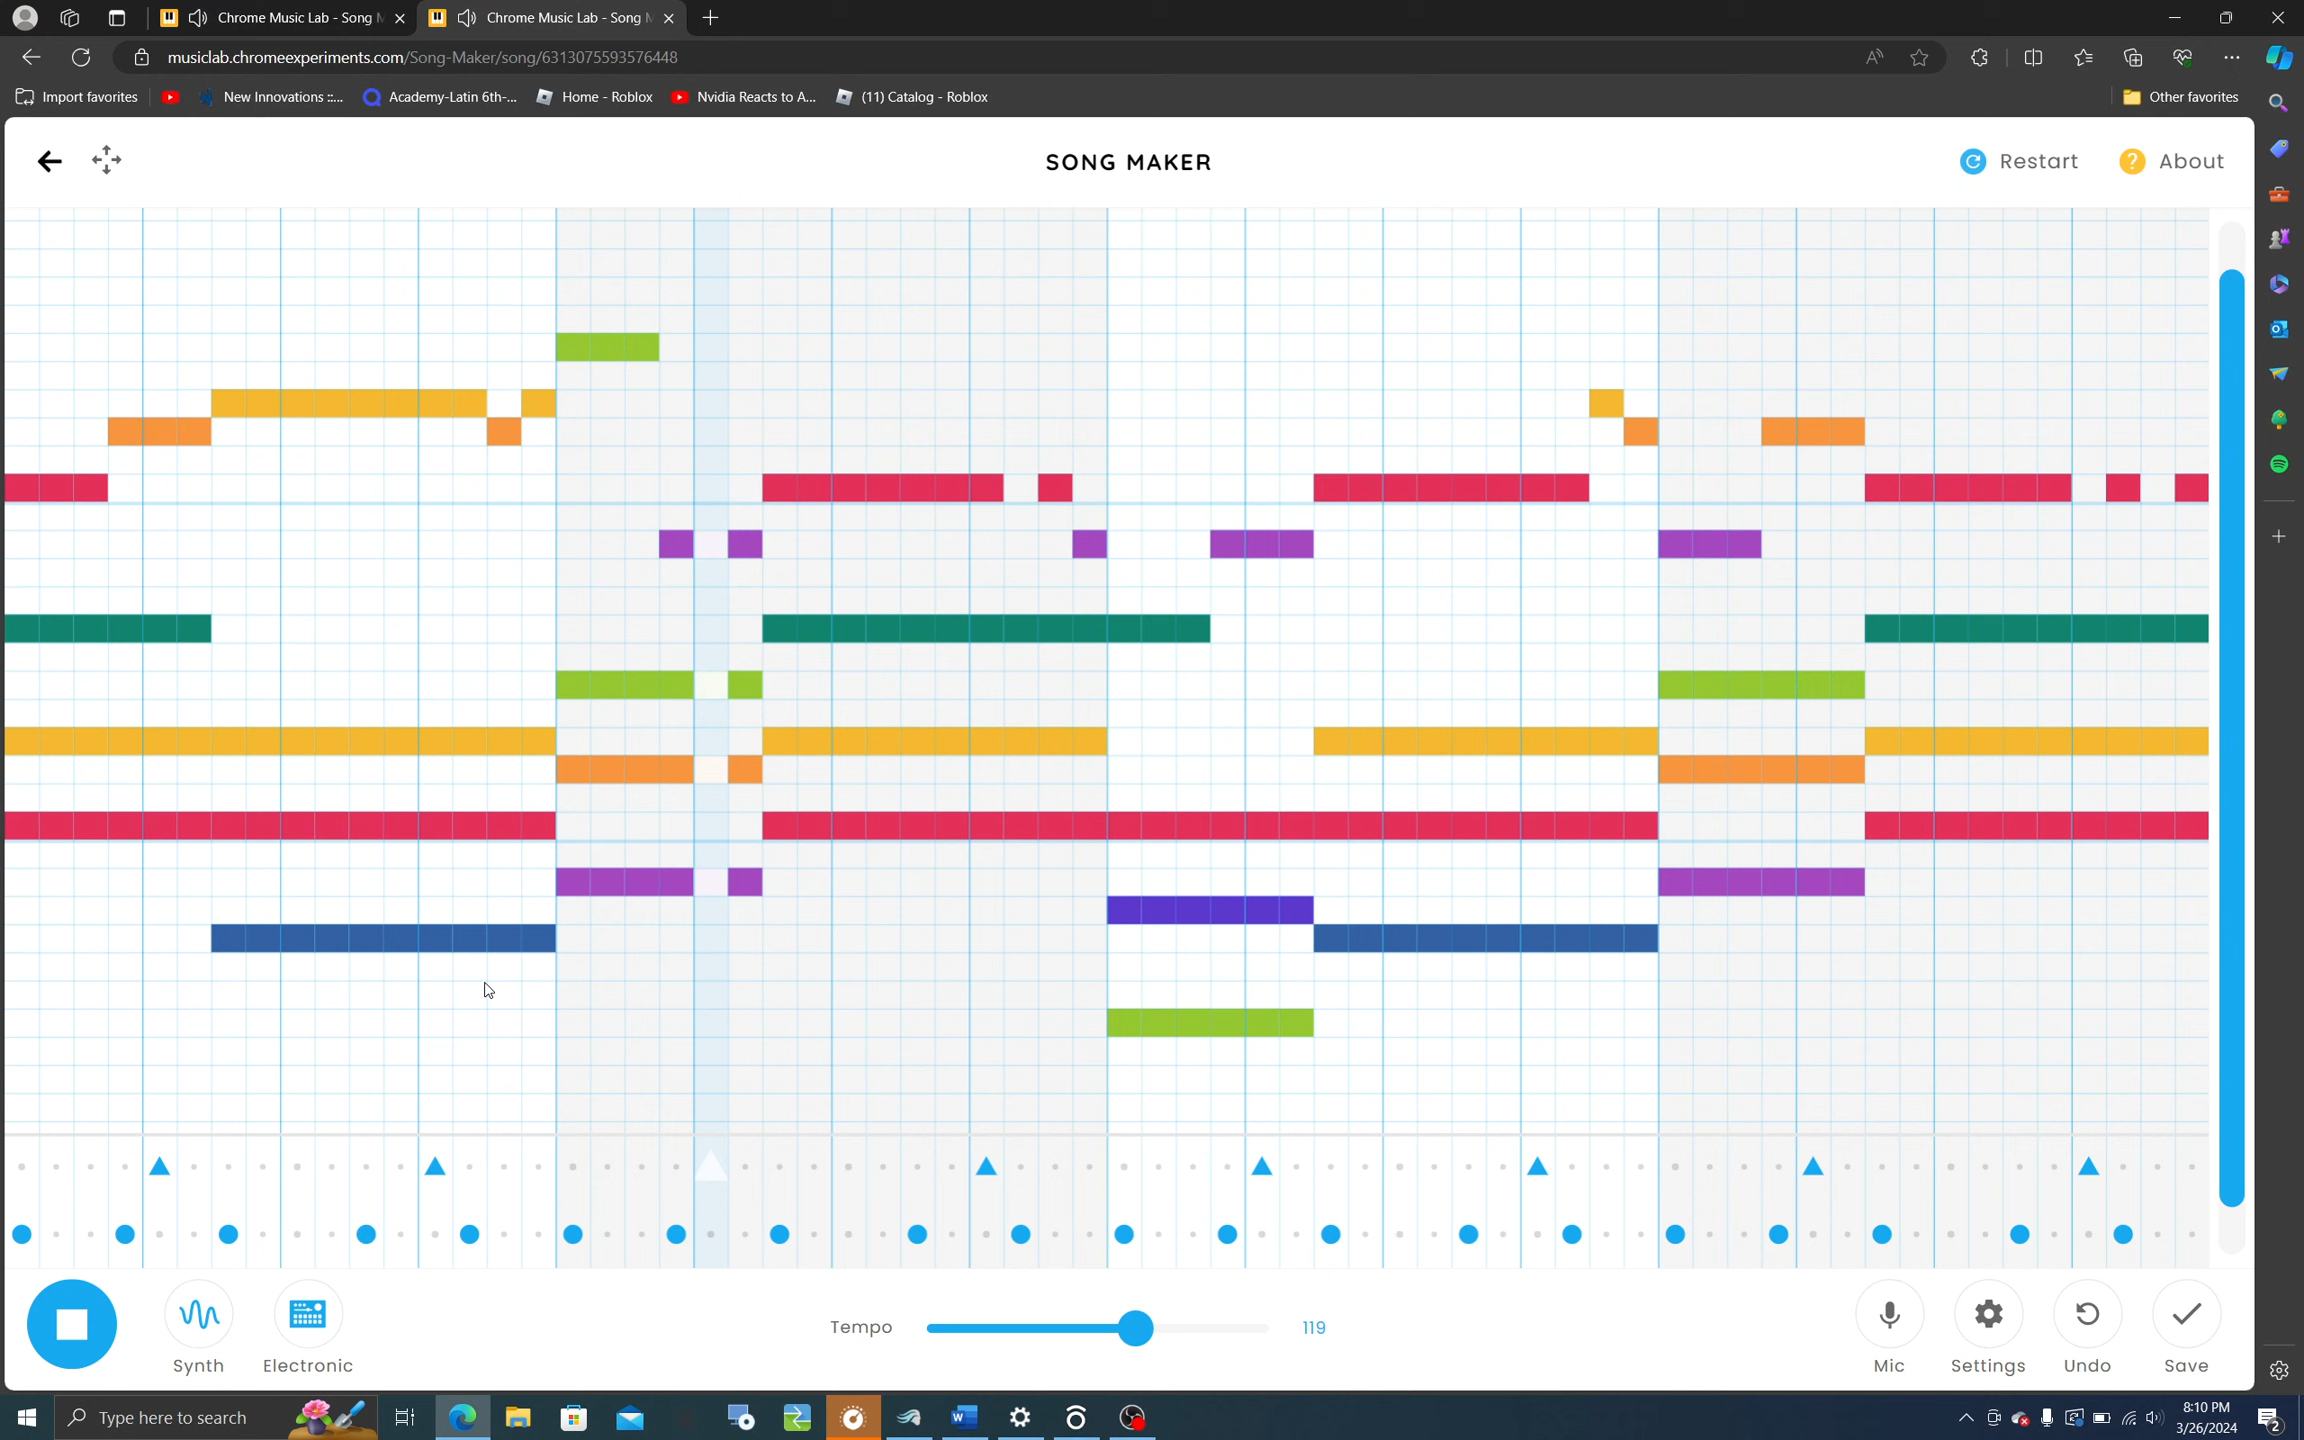 Chrome Music Lab - Song M
Chrome Music Lab - Song M
musiclab.chromeexperiments.com/Song-Maker/song/6313075593576448
Import favorites
New Innovations ::...
Academy-Latin 6th-...
Home - Roblox
Nvidia Reacts to A...
(11) Catalog - Roblox
Other favorites
SONG MAKER
Restart
? About
Synth
Electronic
Tempo
119
Mic
Settings
Undo
Save
Type here to search
8:10 PM
3/26/2024
2